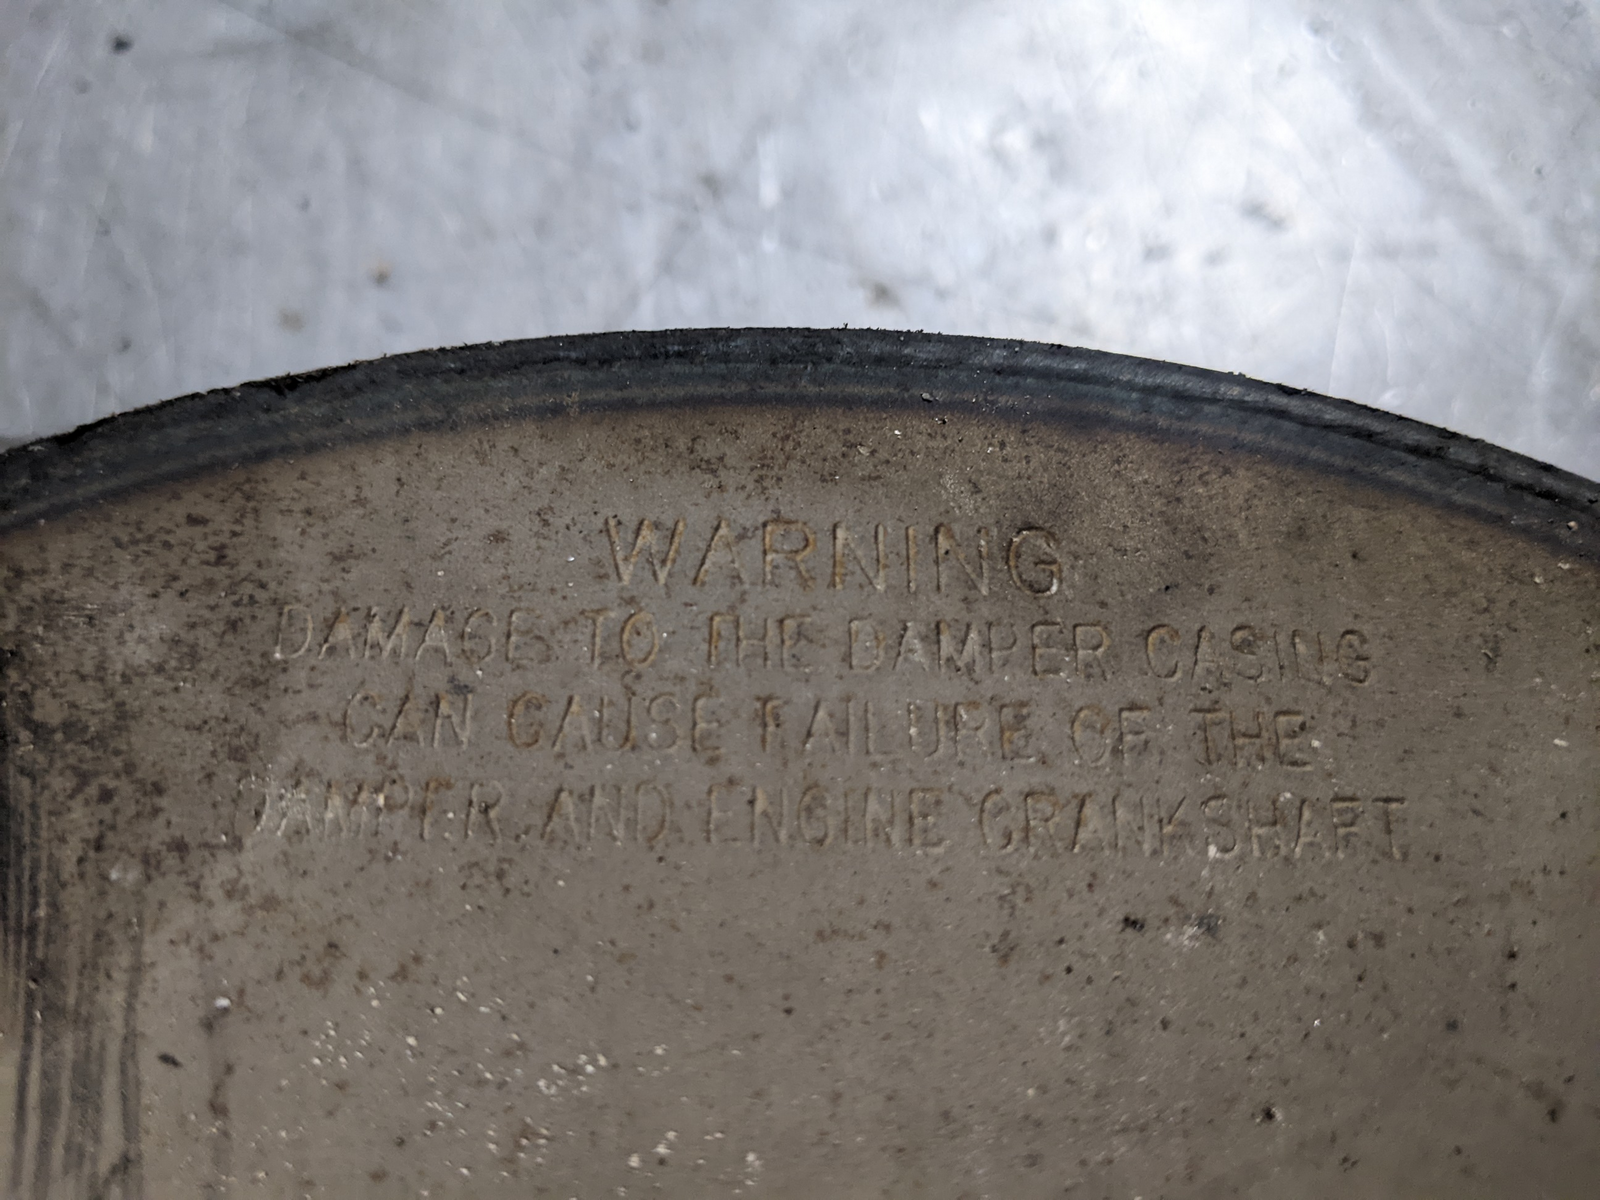 WARNING
DAMAGE TO THE DAMPER CASING
CAN CAUSE FAILURE OF THE
DAMPER AND ENGINE CRANKSHAFT